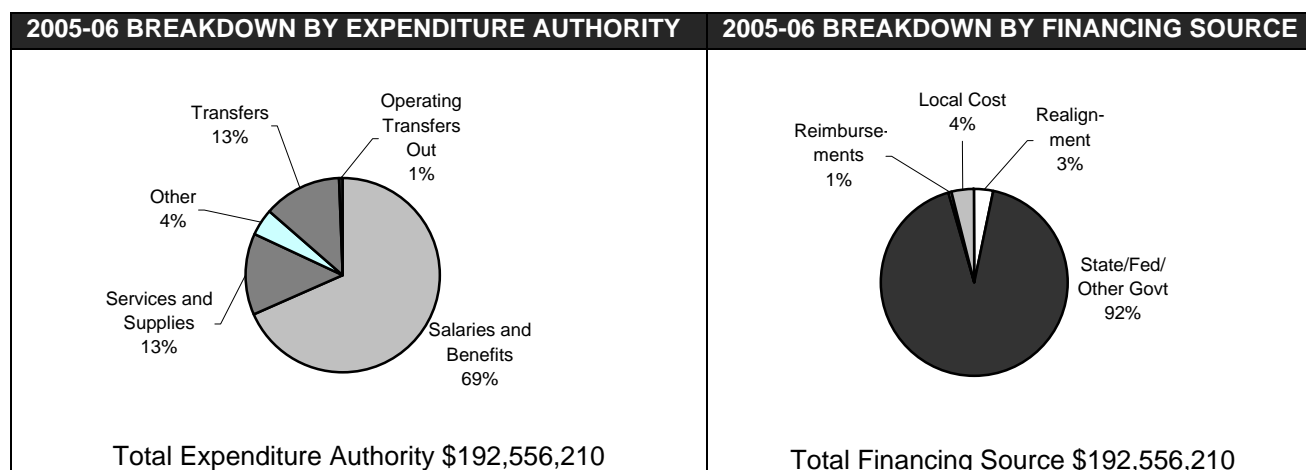 2005-06 BREAKDOWN BY EXPENDITURE AUTHORITY
Transfers
13%
Operating
Transfers
Out
1%
Other
4%
Services and
Supplies
13%
Salaries and
Benefits
69%
Total Expenditure Authority $192,556,210
2005-06 BREAKDOWN BY FINANCING SOURCE
Reimburse-
ments
1%
Local Cost
4%
Realign-
ment
3%
State/Fed/
Other Govt
92%
Total Financing Source $192,556,210